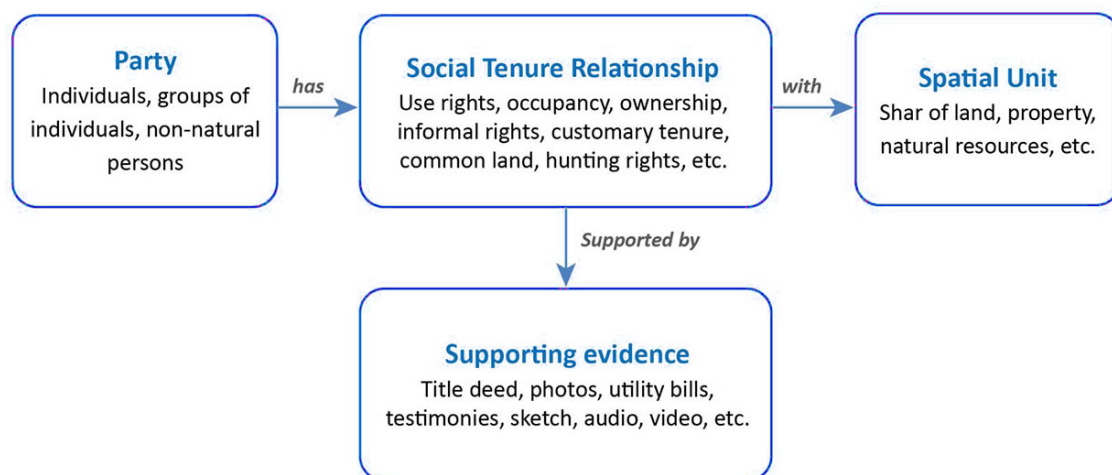 Party
Individuals, groups of
individuals, non-natural
persons
has
Social Tenure Relationship
Use rights, occupancy, ownership,
informal rights, customary tenure,
common land, hunting rights, etc.
with
Spatial Unit
Shar of land, property,
natural resources, etc.
Supported by
Supporting evidence
Title deed, photos, utility bills,
testimonies, sketch, audio, video, etc.